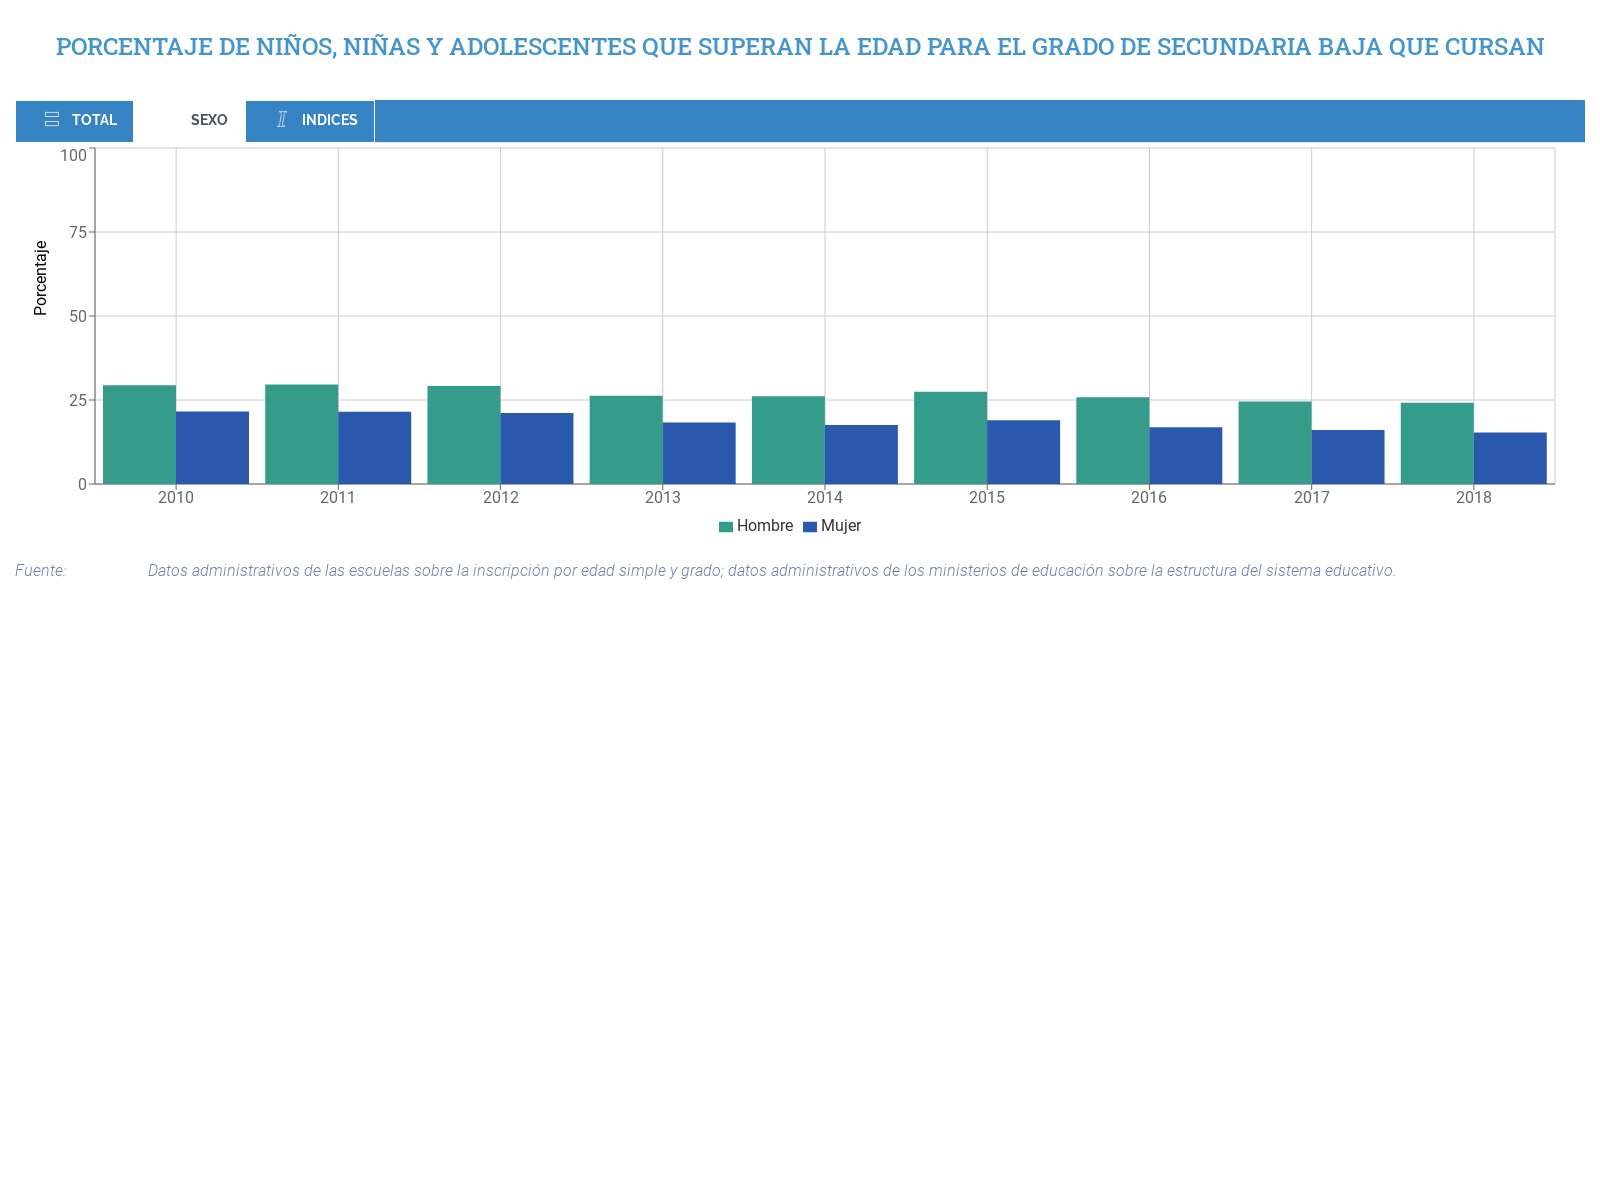 PORCENTAJE DE NIÑOS, NIÑAS Y ADOLESCENTES QUE SUPERAN LA EDAD PARA EL GRADO DE SECUNDARIA BAJA QUE CURSAN
TOTAL SEXO INDICES
100
75
50
25
0
Porcentaje
2010 2011 2012 2013 2014 2015 2016 2017 2018
Hombre Mujer
Fuente: Datos administrativos de las escuelas sobre la inscripción por edad simple y grado; datos administrativos de los ministerios de educación sobre la estructura del sistema educativo.